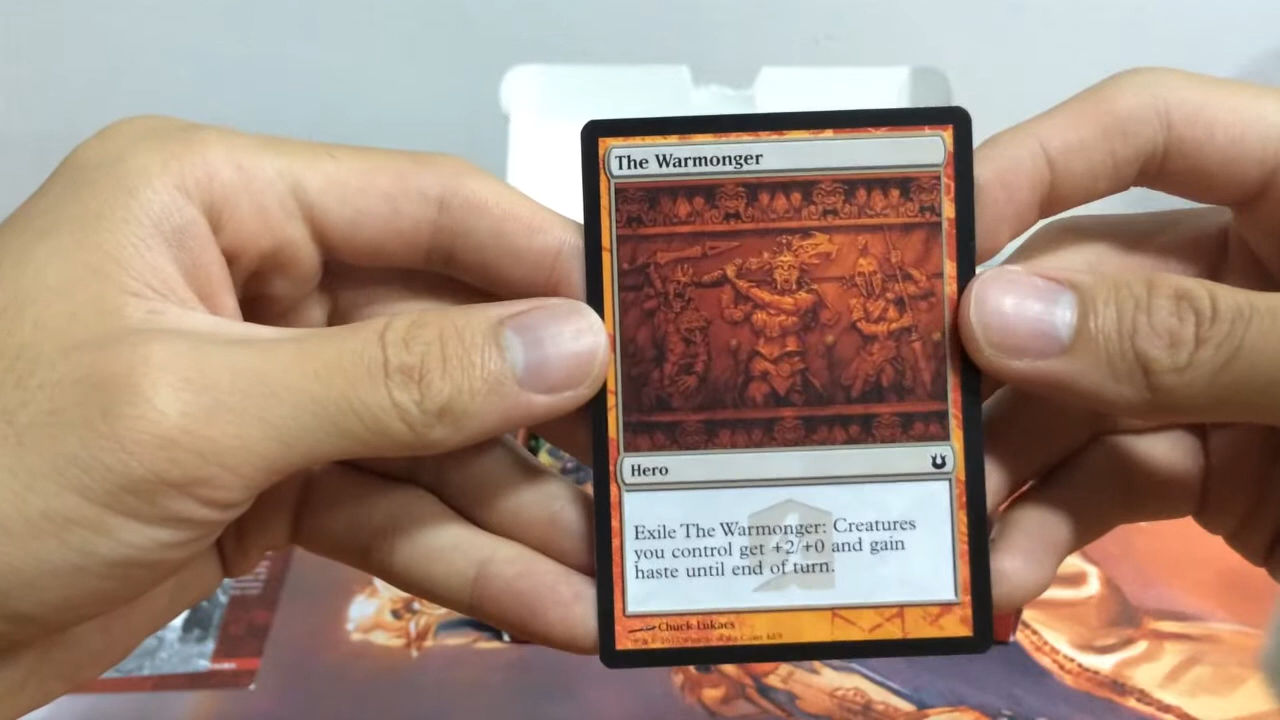 The Warmonger
Hero
Exile The Warmonger: Creatures
you control get +2/+0 and gain
haste until end of turn.
Chuck Lukacs